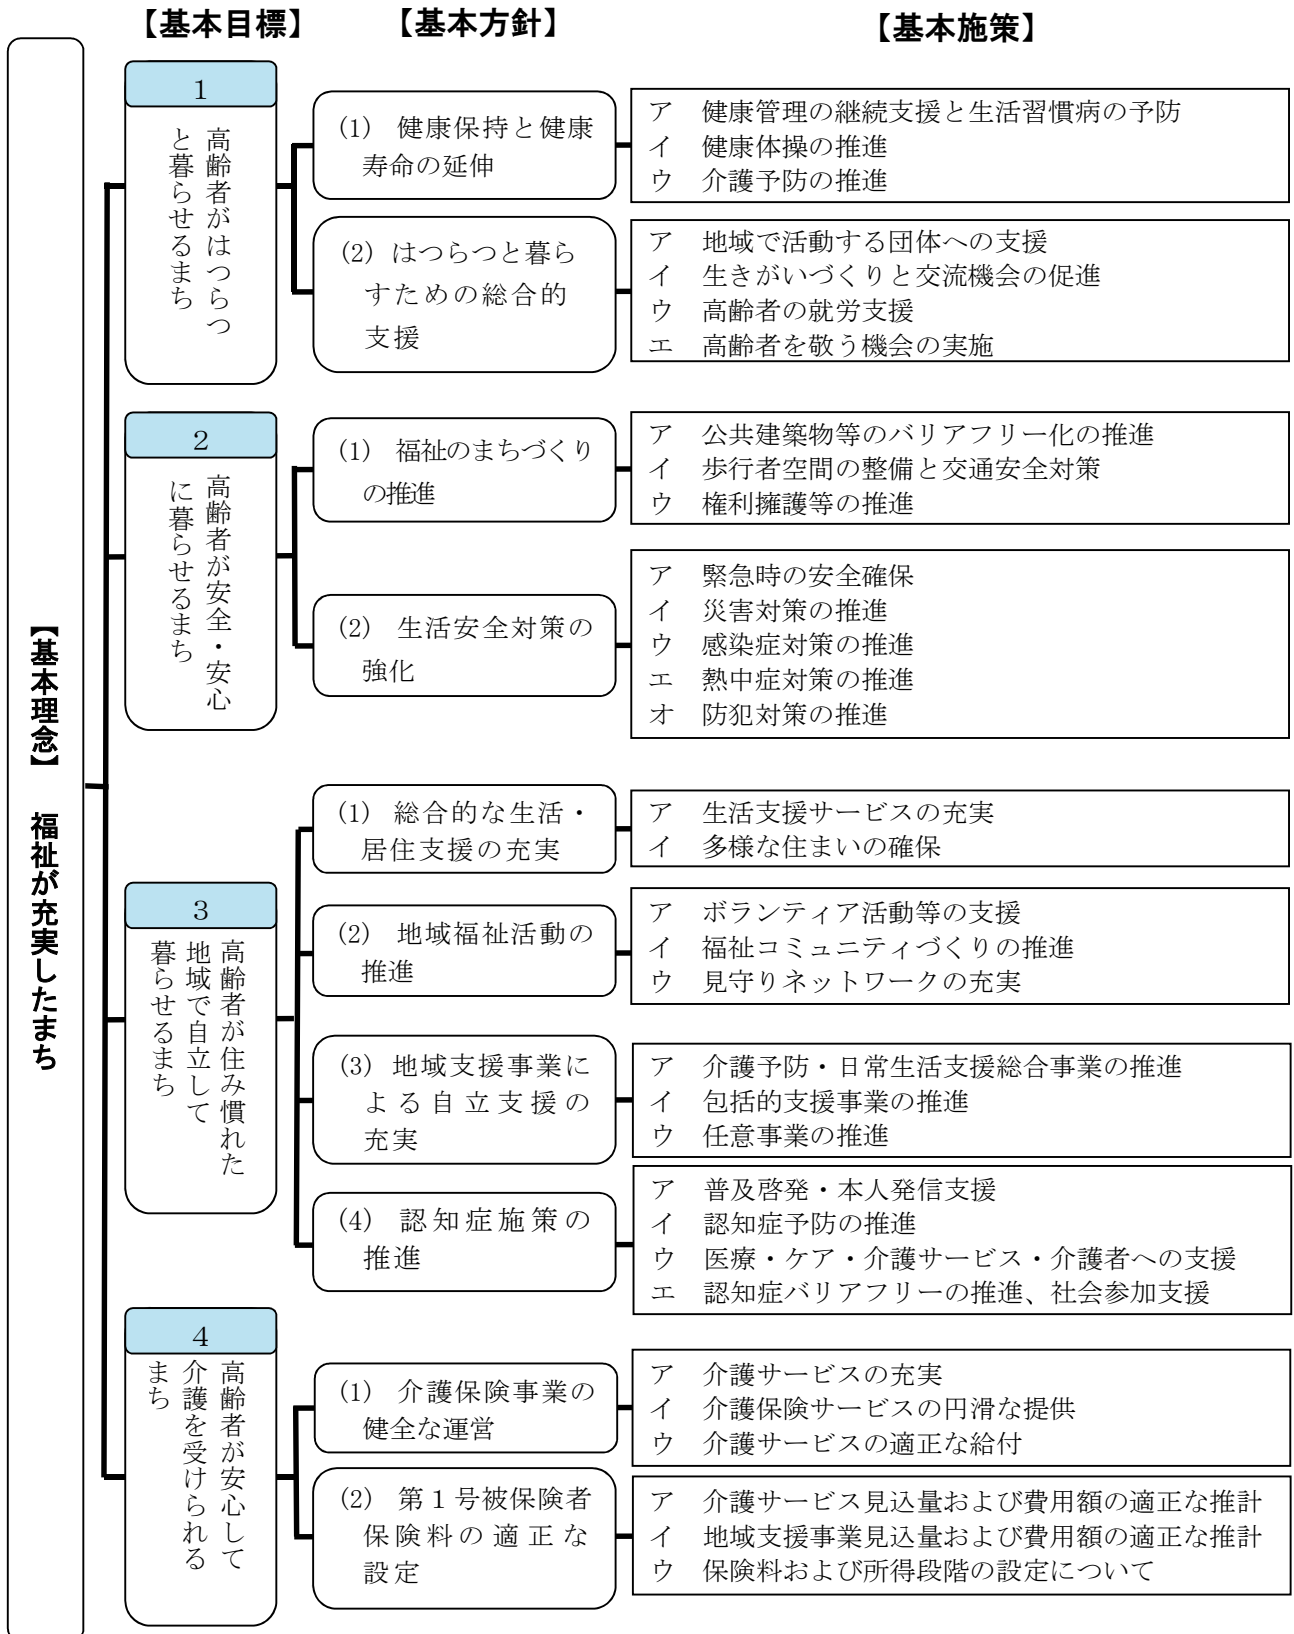 【基本目標】 【基本方針】 【基本施策】
【基本理念】 福祉が充実したまち
1
高齢者がはつらつ
と暮らせるまち
(1) 健康保持と健康
寿命の延伸
ア 健康管理の継続支援と生活習慣病の予防
イ 健康体操の推進
ウ 介護予防の推進
(2) はつらつと暮ら
すための総合的
支援
ア 地域で活動する団体への支援
イ 生きがいづくりと交流機会の促進
ウ 高齢者の就労支援
エ 高齢者を敬う機会の実施
2
高齢者が安全・安心
に暮らせるまち
(1) 福祉のまちづくり
の推進
ア 公共建築物等のバリアフリー化の推進
イ 歩行者空間の整備と交通安全対策
ウ 権利擁護等の推進
(2) 生活安全対策の
強化
ア 緊急時の安全確保
イ 災害対策の推進
ウ 感染症対策の推進
エ 熱中症対策の推進
オ 防犯対策の推進
3
高齢者が住み慣れた
地域で自立して
暮らせるまち
(1) 総合的な生活・
居住支援の充実
ア 生活支援サービスの充実
イ 多様な住まいの確保
(2) 地域福祉活動の
推進
ア ボランティア活動等の支援
イ 福祉コミュニティづくりの推進
ウ 見守りネットワークの充実
(3) 地域支援事業に
よる自立支援の
充実
ア 介護予防・日常生活支援総合事業の推進
イ 包括的支援事業の推進
ウ 任意事業の推進
(4) 認知症施策の
推進
ア 普及啓発・本人発信支援
イ 認知症予防の推進
ウ 医療・ケア・介護サービス・介護者への支援
エ 認知症バリアフリーの推進、社会参加支援
4
高齢者が安心して
介護を受けられる
まち
(1) 介護保険事業の
健全な運営
ア 介護サービスの充実
イ 介護保険サービスの円滑な提供
ウ 介護サービスの適正な給付
(2) 第１号被保険者
保険料の適正な
設定
ア 介護サービス見込量および費用額の適正な推計
イ 地域支援事業見込量および費用額の適正な推計
ウ 保険料および所得段階の設定について